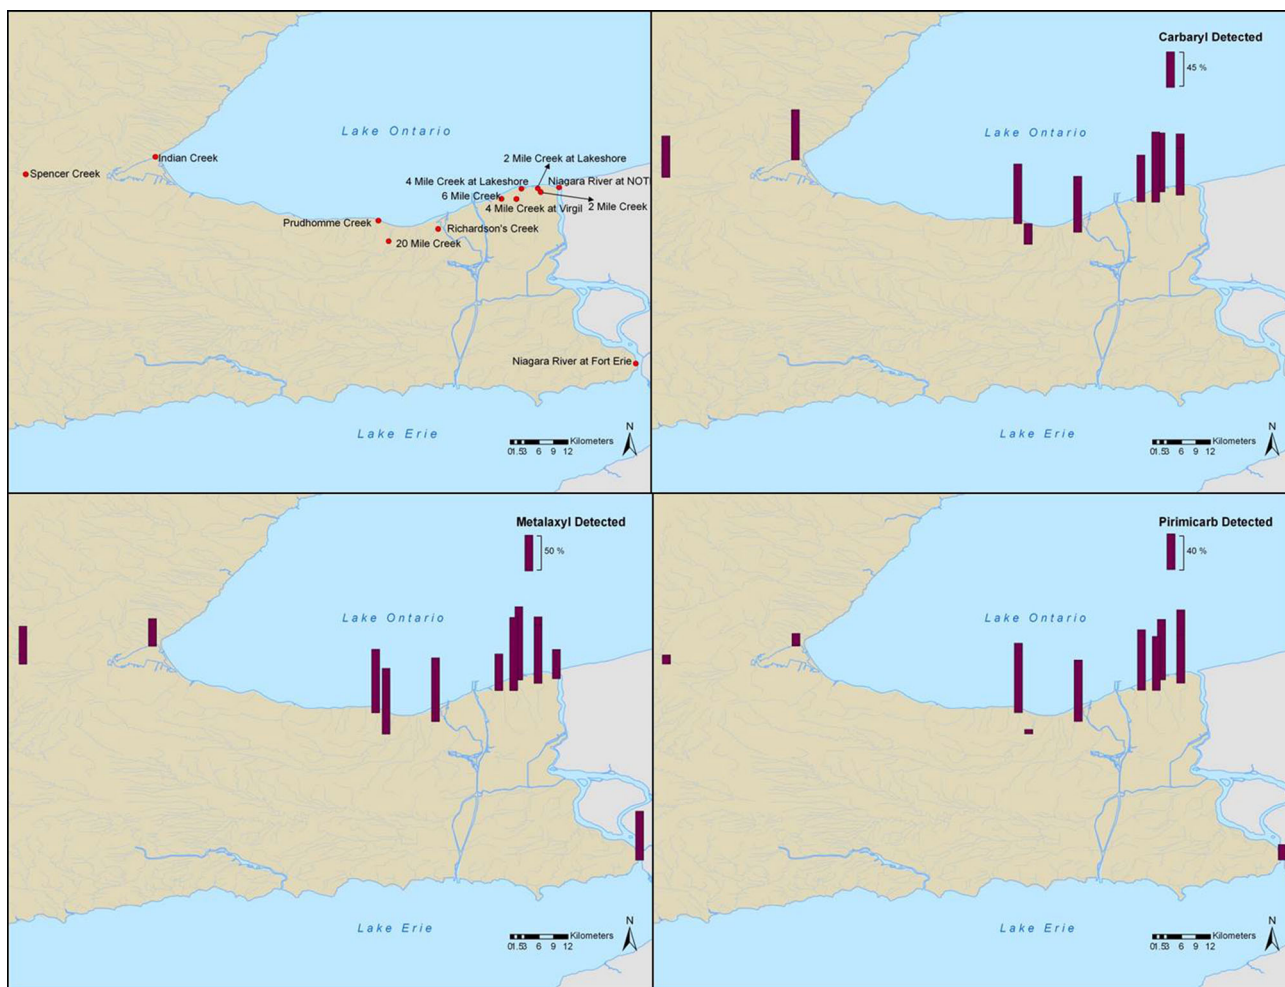 Lake Ontario
Indian Creek
Spencer Creek
2 Mile Creek at Lakeshore
4 Mile Creek at Lakeshore
Niagara River at NOTL
6 Mile Creek
4 Mile Creek at Virgil
2 Mile Creek
Prudhomme Creek
Richardson's Creek
20 Mile Creek
Niagara River at Fort Erie
Lake Erie
N
Kilometers
01.53 6 9 12
Carbaryl Detected
45 %
Lake Ontario
Lake Erie
N
Kilometers
01.53 6 9 12
Metalaxyl Detected
50 %
Lake Ontario
Lake Erie
N
Kilometers
01.53 6 9 12
Pirimicarb Detected
40 %
Lake Ontario
Lake Erie
N
Kilometers
01.53 6 9 12